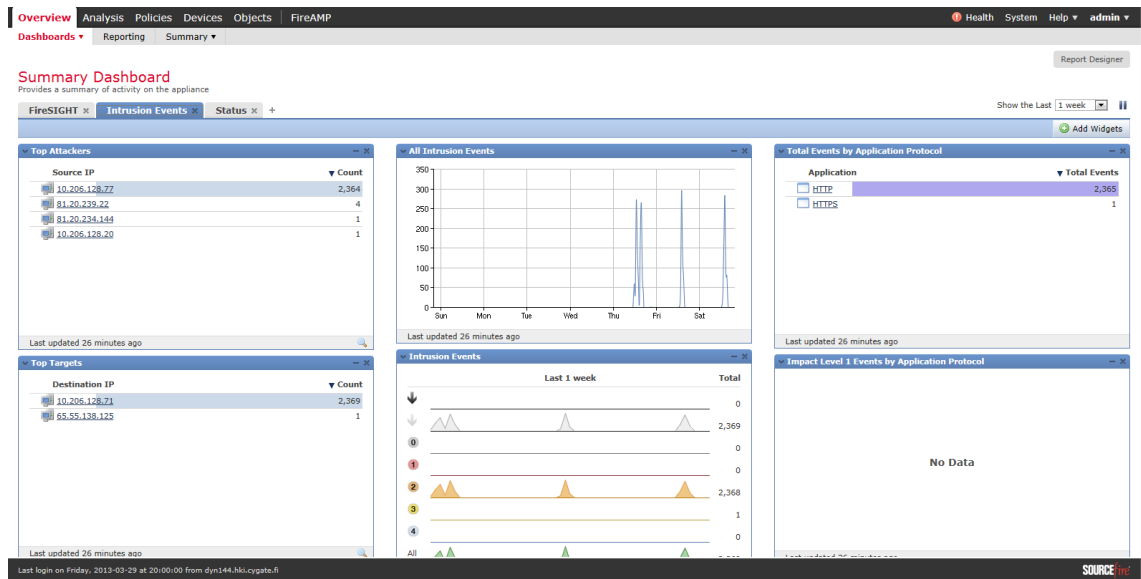 Overview Analysis Policies Devices Objects FireAMP Health System Help admin
Dashboards Reporting Summary
Report Designer
Summary Dashboard
Provides a summary of activity on the appliance
FireSIGHT Intrusion Events Status + Show the Last 1 week
Add Widgets
Top Attackers
Source IP Count
10.206.128.77 2,364
81.20.239.22 4
81.20.234.144 1
10.206.128.20 1
Last updated 26 minutes ago
Top Targets
Destination IP Count
10.206.128.71 2,369
65.55.138.125 1
Last updated 26 minutes ago
All Intrusion Events
350
300
250
200
150
100
50
0
Sun Mon Tue Wed Thu Fri Sat
Last updated 26 minutes ago
Intrusion Events
Last 1 week Total
0
2,369
0 0
1 0
2 2,368
3 1
4 0
All
Total Events by Application Protocol
Application Total Events
HTTP 2,365
HTTPS 1
Last updated 26 minutes ago
Impact Level 1 Events by Application Protocol
No Data
Last updated 26 minutes ago
Last login on Friday, 2013-03-29 at 20:00:00 from dyn144.hki.cygate.fi SOURCEfire